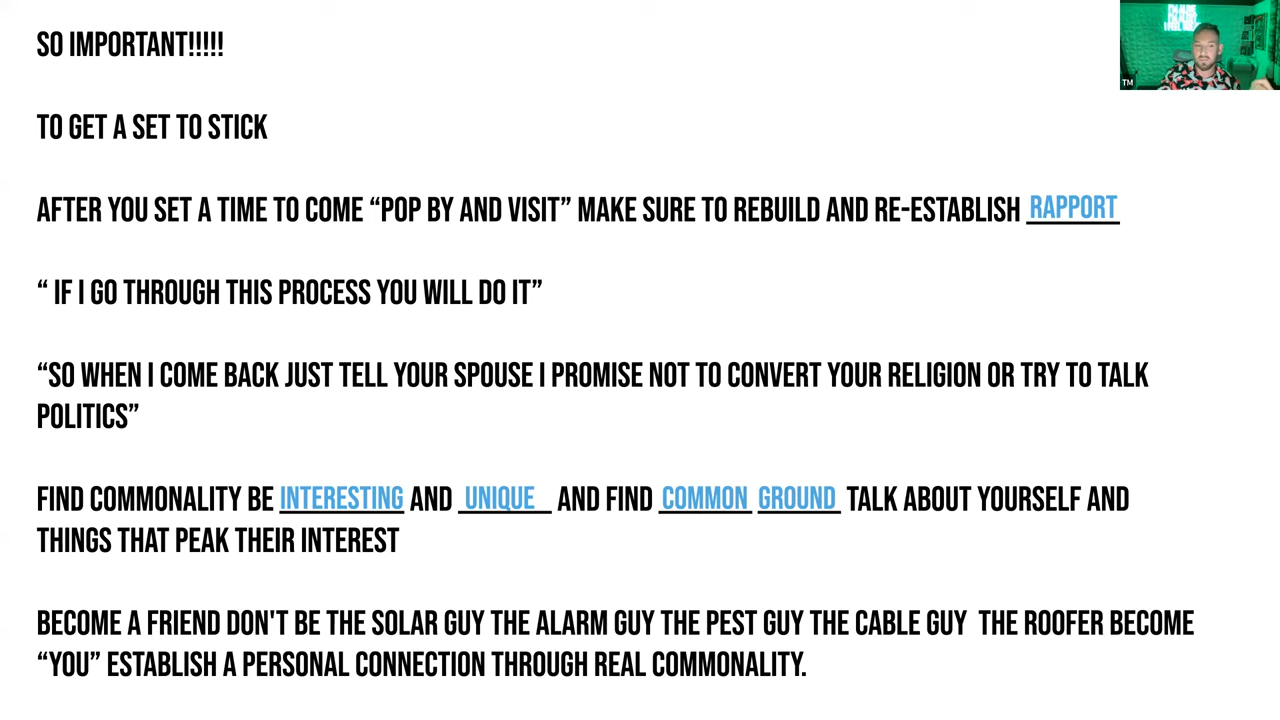 SO IMPORTANT!!!!!
TO GET A SET TO STICK
AFTER YOU SET A TIME TO COME “POP BY AND VISIT” MAKE SURE TO REBUILD AND RE-ESTABLISH RAPPORT
“ IF I GO THROUGH THIS PROCESS YOU WILL DO IT”
“SO WHEN I COME BACK JUST TELL YOUR SPOUSE I PROMISE NOT TO CONVERT YOUR RELIGION OR TRY TO TALK
POLITICS”
FIND COMMONALITY BE INTERESTING AND UNIQUE AND FIND COMMON GROUND TALK ABOUT YOURSELF AND
THINGS THAT PEAK THEIR INTEREST
BECOME A FRIEND DON'T BE THE SOLAR GUY THE ALARM GUY THE PEST GUY THE CABLE GUY THE ROOFER BECOME
“YOU” ESTABLISH A PERSONAL CONNECTION THROUGH REAL COMMONALITY.
TM